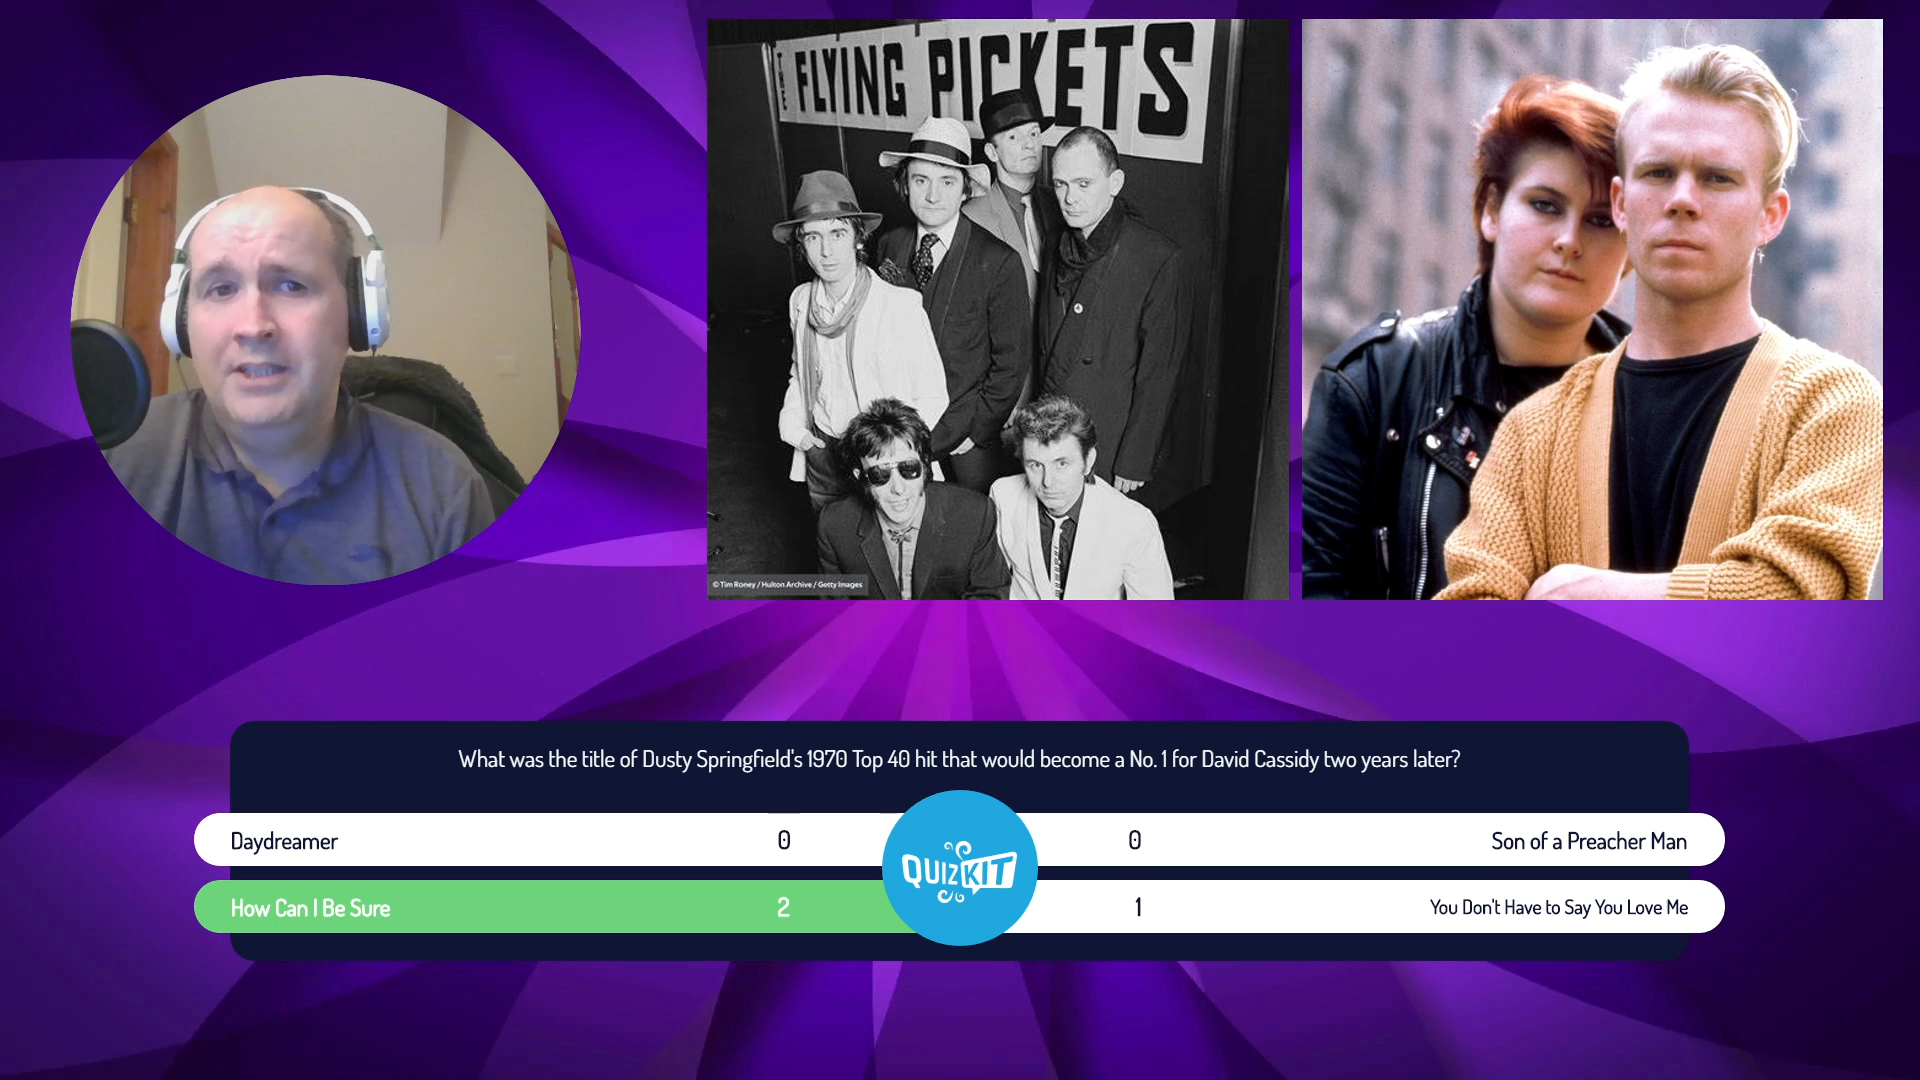 THE FLYING PICKETS
© Tim Roney / Hulton Archive / Getty Images
What was the title of Dusty Springfield's 1970 Top 40 hit that would become a No. 1 for David Cassidy two years later?
Daydreamer 0
0 Son of a Preacher Man
QUIZKIT
How Can I Be Sure 2
1 You Don't Have to Say You Love Me